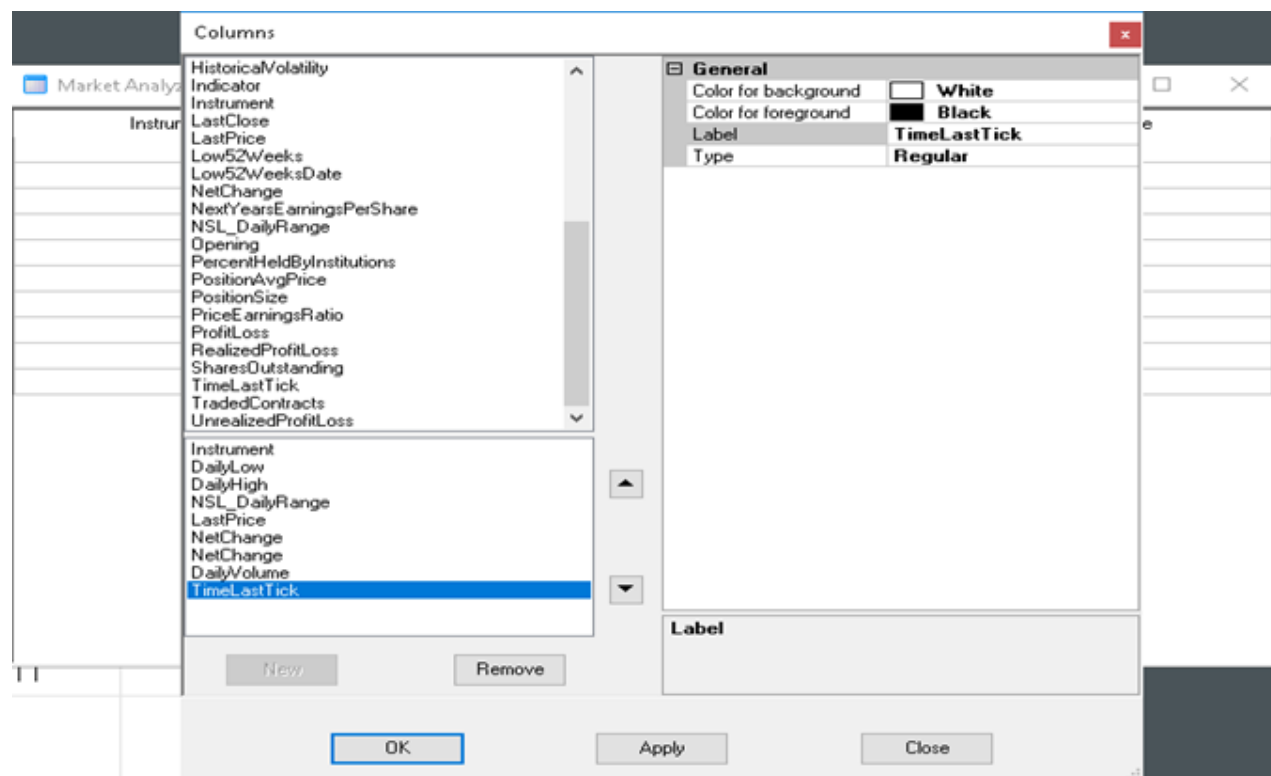 Columns
Market Analyz
Instrur
e
HistoricalVolatility
Indicator
Instrument
LastClose
LastPrice
Low52Weeks
Low52WeeksDate
NetChange
NextYearsEarningsPerShare
NSL_DailyRange
Opening
PercentHeldByInstitutions
PositionAvgPrice
PositionSize
PriceEarningsRatio
ProfitLoss
RealizedProfitLoss
SharesOutstanding
TimeLastTick
TradedContracts
UnrealizedProfitLoss
Instrument
DailyLow
DailyHigh
NSL_DailyRange
LastPrice
NetChange
NetChange
DailyVolume
TimeLastTick
New
Remove
General
Color for background White
Color for foreground Black
Label TimeLastTick
Type Regular
Label
OK
Apply
Close